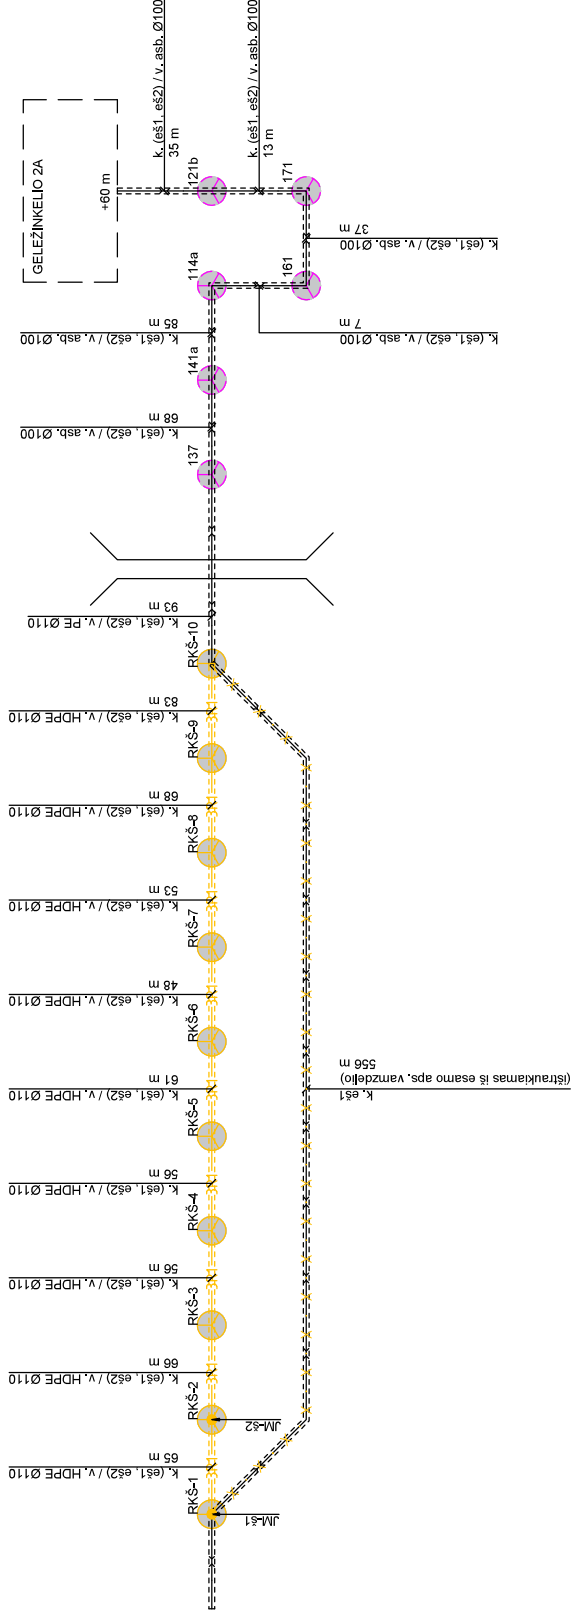 k. (eš1, eš2) / v. asb. Ø100
35 m
k. (eš1, eš2) / v. asb. Ø100
13 m
GELEŽINKELIO 2A
+60 m
121b
171
k. (eš1, eš2) / v. asb. Ø100
37 m
114a
161
k. (eš1, eš2) / v. asb. Ø100
85 m
k. (eš1, eš2) / v. asb. Ø100
7 m
141a
k. (eš1, eš2) / v. asb. Ø100
68 m
137
k. (eš1, eš2) / v. PE Ø110
93 m
RKŠ-10
k. (eš1, eš2) / v. HDPE Ø110
83 m
RKŠ-9
k. (eš1, eš2) / v. HDPE Ø110
68 m
RKŠ-8
k. (eš1, eš2) / v. HDPE Ø110
53 m
RKŠ-7
k. (eš1, eš2) / v. HDPE Ø110
48 m
RKŠ-6
k. (eš1, eš2) / v. HDPE Ø110
61 m
k. eš1
(ištraukiamas iš esamo aps. vamzdelio)
556 m
RKŠ-5
k. (eš1, eš2) / v. HDPE Ø110
56 m
RKŠ-4
k. (eš1, eš2) / v. HDPE Ø110
56 m
RKŠ-3
k. (eš1, eš2) / v. HDPE Ø110
66 m
RKŠ-2
JM-š2
k. (eš1, eš2) / v. HDPE Ø110
65 m
RKŠ-1
JM-š1